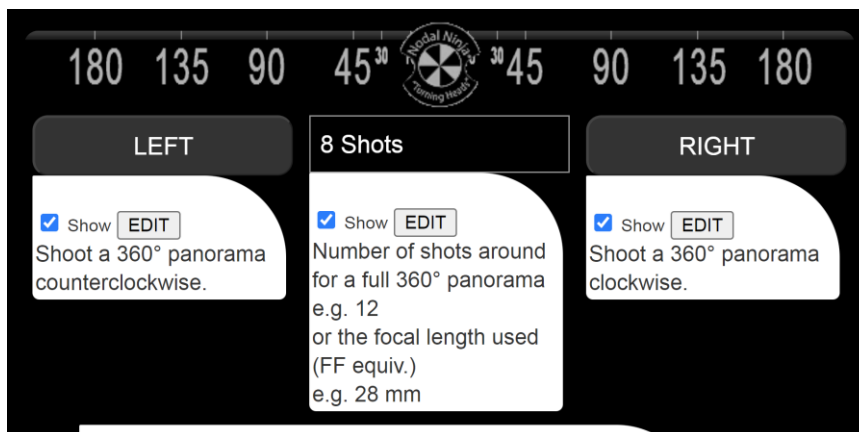 180 135 90 45 30 Nodal Ninja 30 45 90 135 180
Turning Heads
LEFT
8 Shots
RIGHT
Show EDIT
Shoot a 360° panorama
counterclockwise.
Show EDIT
Number of shots around
for a full 360° panorama
e.g. 12
or the focal length used
(FF equiv.)
e.g. 28 mm
Show EDIT
Shoot a 360° panorama
clockwise.